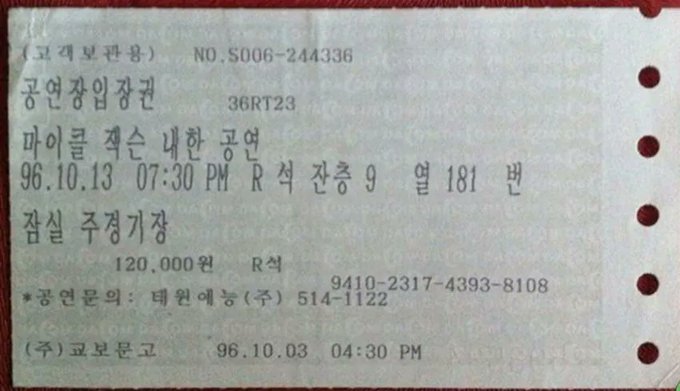 (고객보관용) NO.S006-244336
공연장입장권 36RT23
마이클 잭슨 내한 공연
96.10.13 07:30 PM R 석 잔층 9 열 181 번
잠실 주경기장
120,000원 R석
9410-2317-4393-8108
*공연문의: 태원예능(주) 514-1122
(주)교보문고 96.10.03 04:30 PM